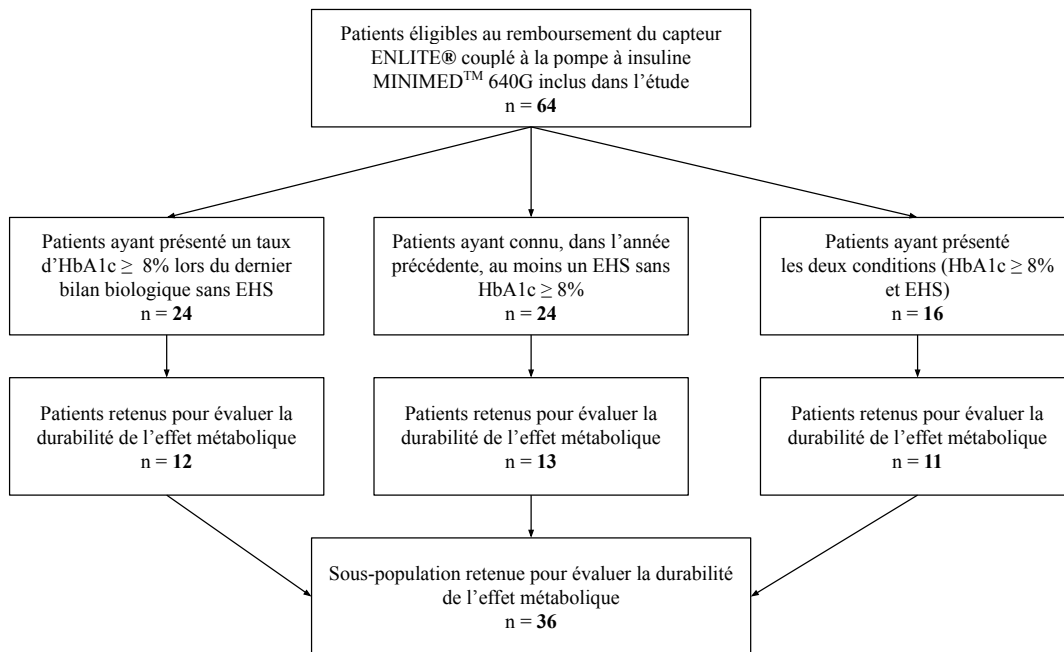 Patients éligibles au remboursement du capteur
ENLITE® couplé à la pompe à insuline
MINIMED™ 640G inclus dans l’étude
n = 64
Patients ayant présenté un taux
d’HbA1c ≥ 8% lors du dernier
bilan biologique sans EHS
n = 24
Patients ayant connu, dans l’année
précédente, au moins un EHS sans
HbA1c ≥ 8%
n = 24
Patients ayant présenté
les deux conditions (HbA1c ≥ 8%
et EHS)
n = 16
Patients retenus pour évaluer la
durabilité de l’effet métabolique
n = 12
Patients retenus pour évaluer la
durabilité de l’effet métabolique
n = 13
Patients retenus pour évaluer la
durabilité de l’effet métabolique
n = 11
Sous-population retenue pour évaluer la durabilité
de l’effet métabolique
n = 36